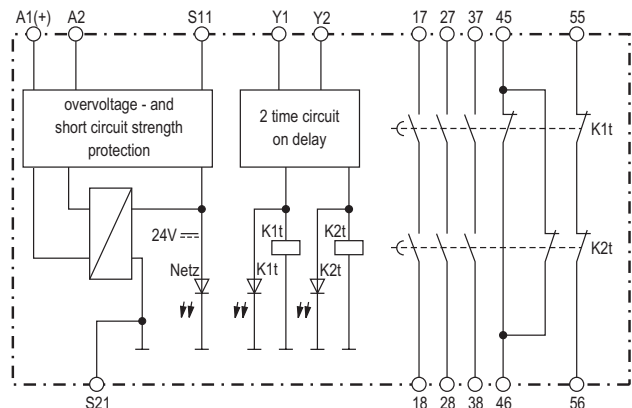 A1(+) A2 S11 Y1 Y2 17 27 37 45 55
overvoltage - and
short circuit strength
protection
2 time circuit
on delay
K1t
24V
K1t K2t
K2t
Netz K1t K2t
S21 18 28 38 46 56